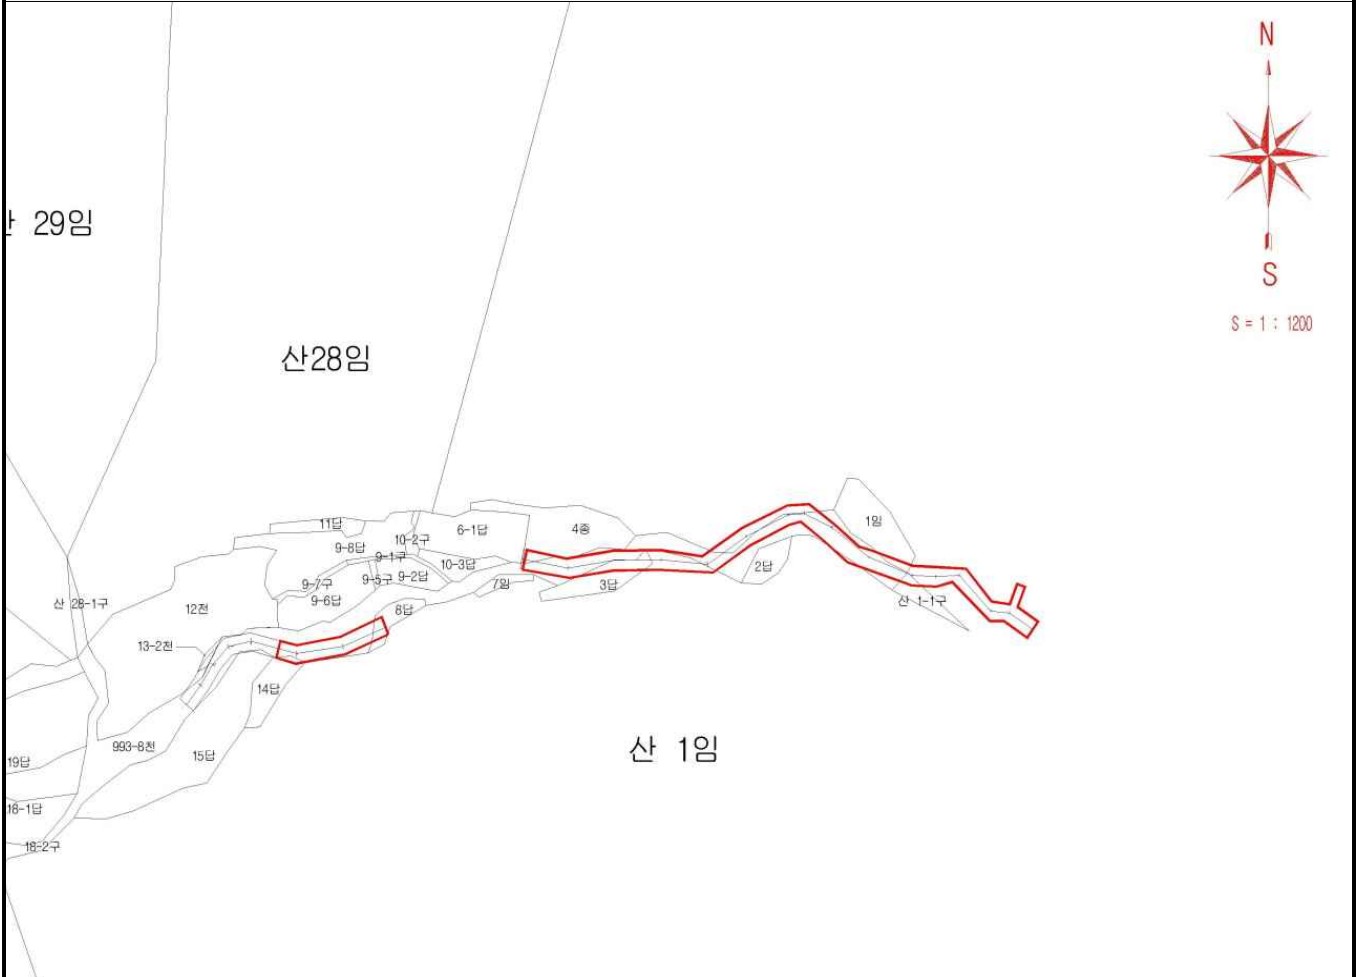 N
S
S = 1 : 1200
29임
산28임
11답
6-1답
4종
1임
10-2구
9-8답
9-1구
10-3답
2답
9-7구
9-5구
9-2답
7임
3답
산 28-1구
12전
9-6답
8답
산 1-1구
13-2전
14답
993-8천
15답
산 1임
19답
18-1답
18-2구